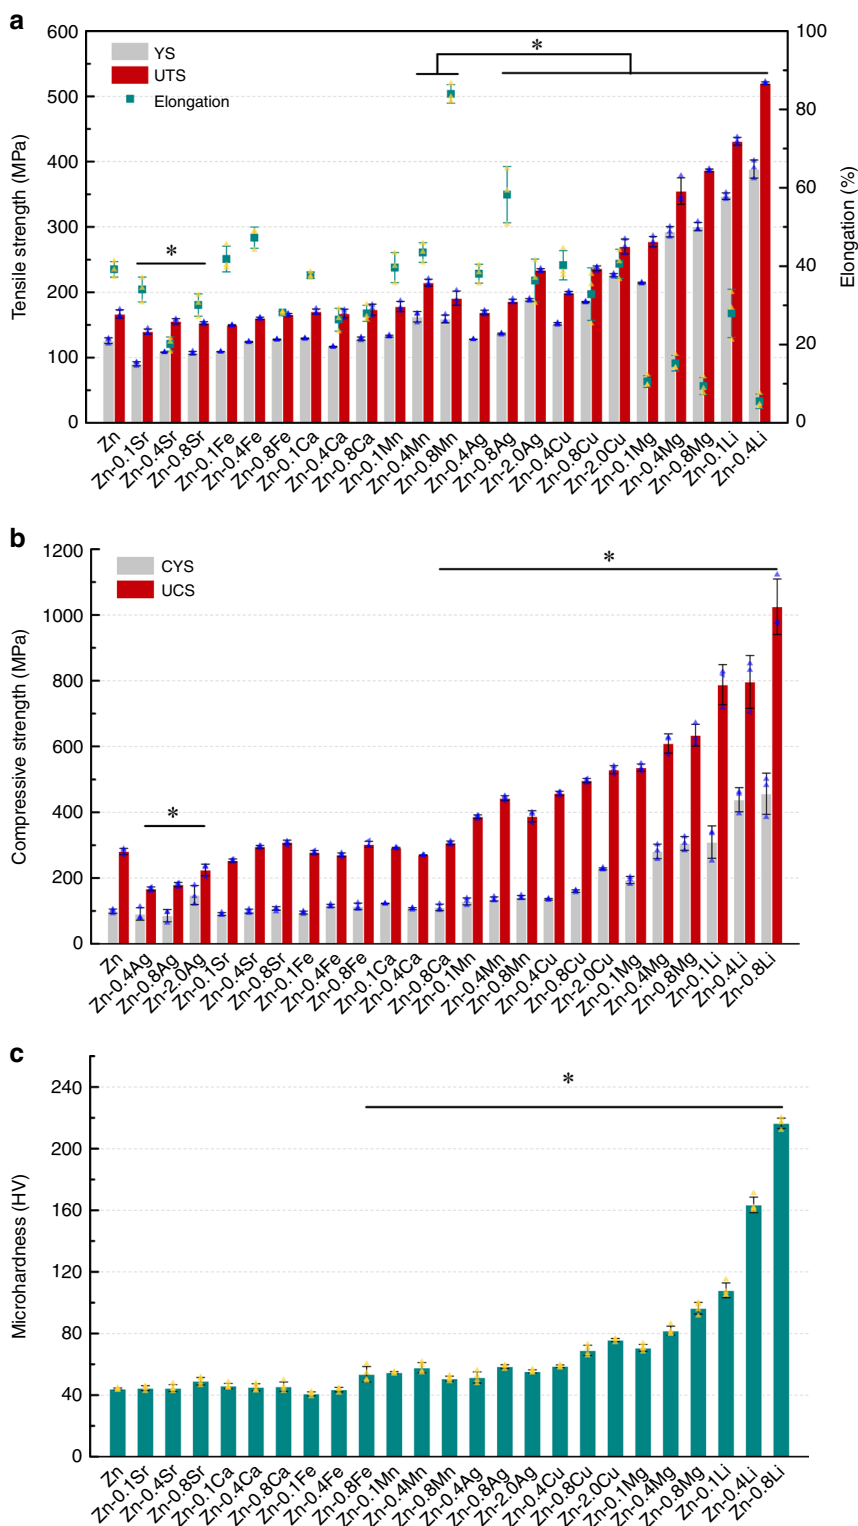 a
600
500
400
300
200
100
0
Tensile strength (MPa)
YS
UTS
Elongation
*
*
100
80
60
40
20
0
Elongation (%)
Zn
Zn-0.1Sr
Zn-0.4Sr
Zn-0.8Sr
Zn-0.1Fe
Zn-0.4Fe
Zn-0.8Fe
Zn-0.1Ca
Zn-0.4Ca
Zn-0.8Ca
Zn-0.1Mn
Zn-0.4Mn
Zn-0.8Mn
Zn-0.4Ag
Zn-0.8Ag
Zn-2.0Ag
Zn-0.4Cu
Zn-0.8Cu
Zn-2.0Cu
Zn-0.1Mg
Zn-0.4Mg
Zn-0.8Mg
Zn-0.1Li
Zn-0.4Li
b
1200
1000
800
600
400
200
0
Compressive strength (MPa)
CYS
UCS
*
*
Zn
Zn-0.4Ag
Zn-0.8Ag
Zn-2.0Ag
Zn-0.1Sr
Zn-0.4Sr
Zn-0.8Sr
Zn-0.1Fe
Zn-0.4Fe
Zn-0.8Fe
Zn-0.1Ca
Zn-0.4Ca
Zn-0.8Ca
Zn-0.1Mn
Zn-0.4Mn
Zn-0.8Mn
Zn-0.4Cu
Zn-0.8Cu
Zn-2.0Cu
Zn-0.1Mg
Zn-0.4Mg
Zn-0.8Mg
Zn-0.1Li
Zn-0.4Li
Zn-0.8Li
c
240
200
160
120
80
40
0
Microhardness (HV)
*
Zn
Zn-0.1Sr
Zn-0.4Sr
Zn-0.8Sr
Zn-0.1Ca
Zn-0.4Ca
Zn-0.8Ca
Zn-0.1Fe
Zn-0.4Fe
Zn-0.8Fe
Zn-0.1Mn
Zn-0.4Mn
Zn-0.8Mn
Zn-0.4Ag
Zn-0.8Ag
Zn-2.0Ag
Zn-0.4Cu
Zn-0.8Cu
Zn-2.0Cu
Zn-0.1Mg
Zn-0.4Mg
Zn-0.8Mg
Zn-0.1Li
Zn-0.4Li
Zn-0.8Li